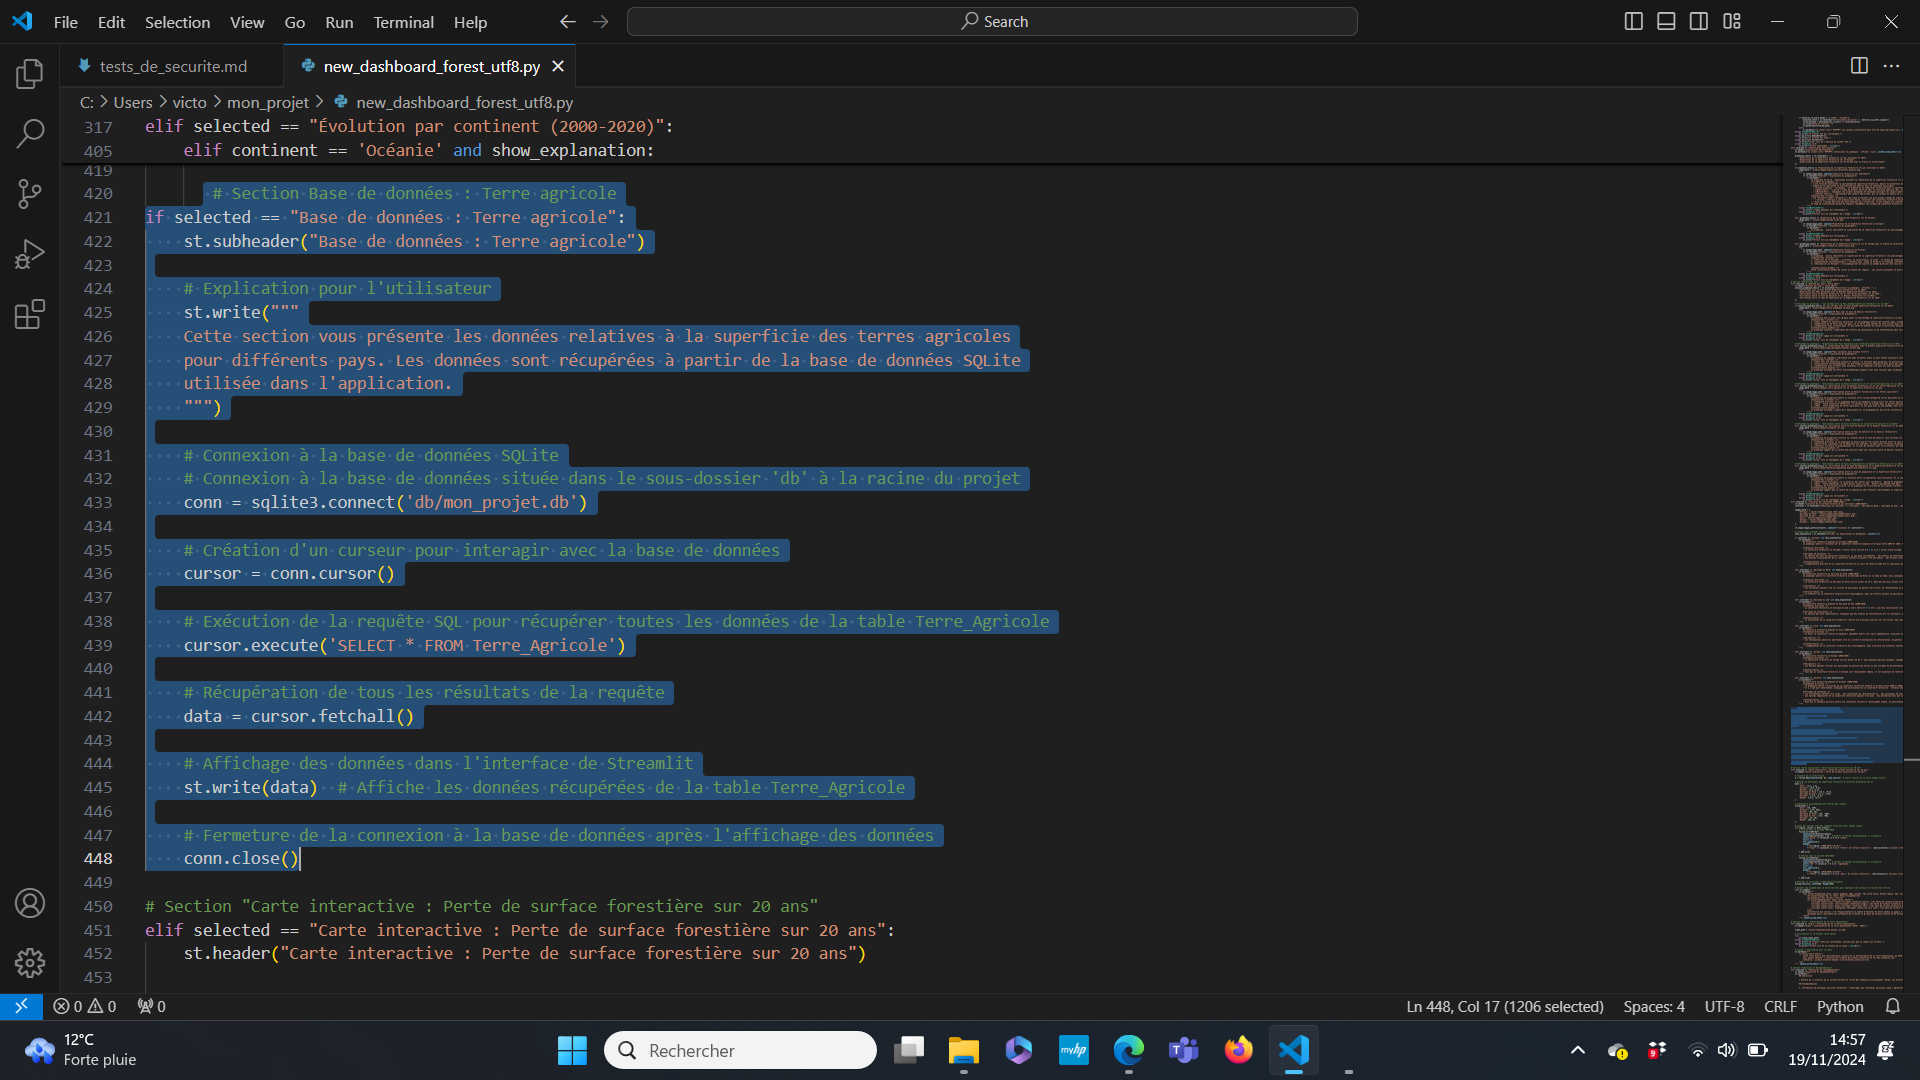 File Edit Selection View Go Run Terminal Help
Search
tests_de_securite.md
new_dashboard_forest_utf8.py
C: > Users > victo > mon_projet > new_dashboard_forest_utf8.py
317 elif selected == "Évolution par continent (2000-2020)":
405 elif continent == 'Océanie' and show_explanation:
419
420 # Section Base de données : Terre agricole
421 if selected == "Base de données : Terre agricole":
422 st.subheader("Base de données : Terre agricole")
423
424 # Explication pour l'utilisateur
425 st.write("""
426 Cette section vous présente les données relatives à la superficie des terres agricoles
427 pour différents pays. Les données sont récupérées à partir de la base de données SQLite
428 utilisée dans l'application.
429 """)
430
431 # Connexion à la base de données SQLite
432 # Connexion à la base de données située dans le sous-dossier 'db' à la racine du projet
433 conn = sqlite3.connect('db/mon_projet.db')
434
435 # Création d'un curseur pour interagir avec la base de données
436 cursor = conn.cursor()
437
438 # Exécution de la requête SQL pour récupérer toutes les données de la table Terre_Agricole
439 cursor.execute('SELECT * FROM Terre_Agricole')
440
441 # Récupération de tous les résultats de la requête
442 data = cursor.fetchall()
443
444 # Affichage des données dans l'interface de Streamlit
445 st.write(data) # Affiche les données récupérées de la table Terre_Agricole
446
447 # Fermeture de la connexion à la base de données après l'affichage des données
448 conn.close()
449
450 # Section "Carte interactive : Perte de surface forestière sur 20 ans"
451 elif selected == "Carte interactive : Perte de surface forestière sur 20 ans":
452 st.header("Carte interactive : Perte de surface forestière sur 20 ans")
453
0 0 0
Ln 448, Col 17 (1206 selected) Spaces: 4 UTF-8 CRLF Python
12°C
Forte pluie
Rechercher
myhp
9
14:57
19/11/2024